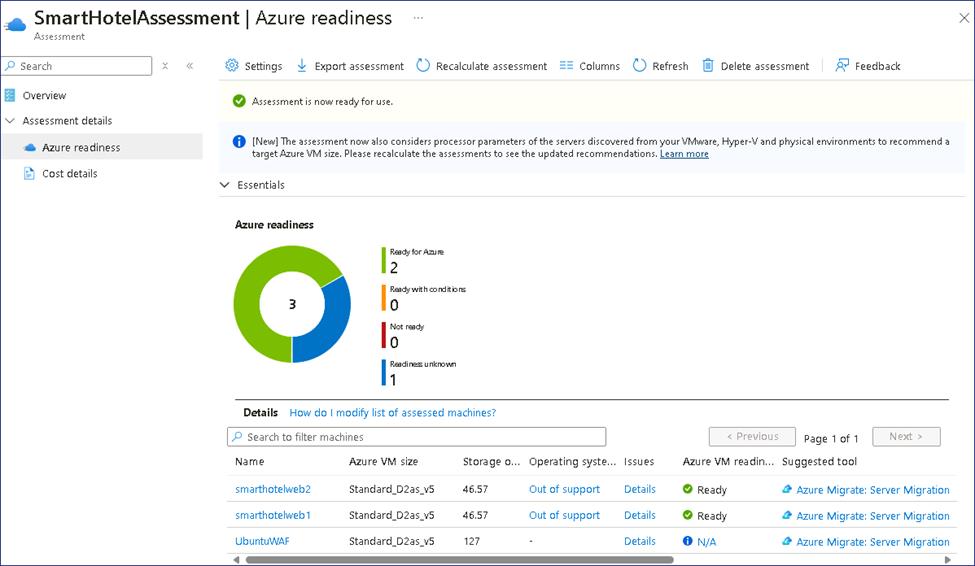 SmartHotelAssessment | Azure readiness ...
Assessment
Search
Settings Export assessment Recalculate assessment Columns Refresh Delete assessment Feedback
Overview
Assessment details
Azure readiness
Cost details
Assessment is now ready for use.
[New] The assessment now also considers processor parameters of the servers discovered from your VMware, Hyper-V and physical environments to recommend a
target Azure VM size. Please recalculate the assessments to see the updated recommendations. Learn more
Essentials
Azure readiness
3
Ready for Azure
2
Ready with conditions
0
Not ready
0
Readiness unknown
1
Details How do I modify list of assessed machines?
Search to filter machines
< Previous Page 1 of 1 Next >
Name Azure VM size Storage o... Operating syste... Issues Azure VM readin... Suggested tool
smarthotelweb2 Standard_D2as_v5 46.57 Out of support Details Ready Azure Migrate: Server Migration
smarthotelweb1 Standard_D2as_v5 46.57 Out of support Details Ready Azure Migrate: Server Migration
UbuntuWAF Standard_D2as_v5 127 - Details N/A Azure Migrate: Server Migration